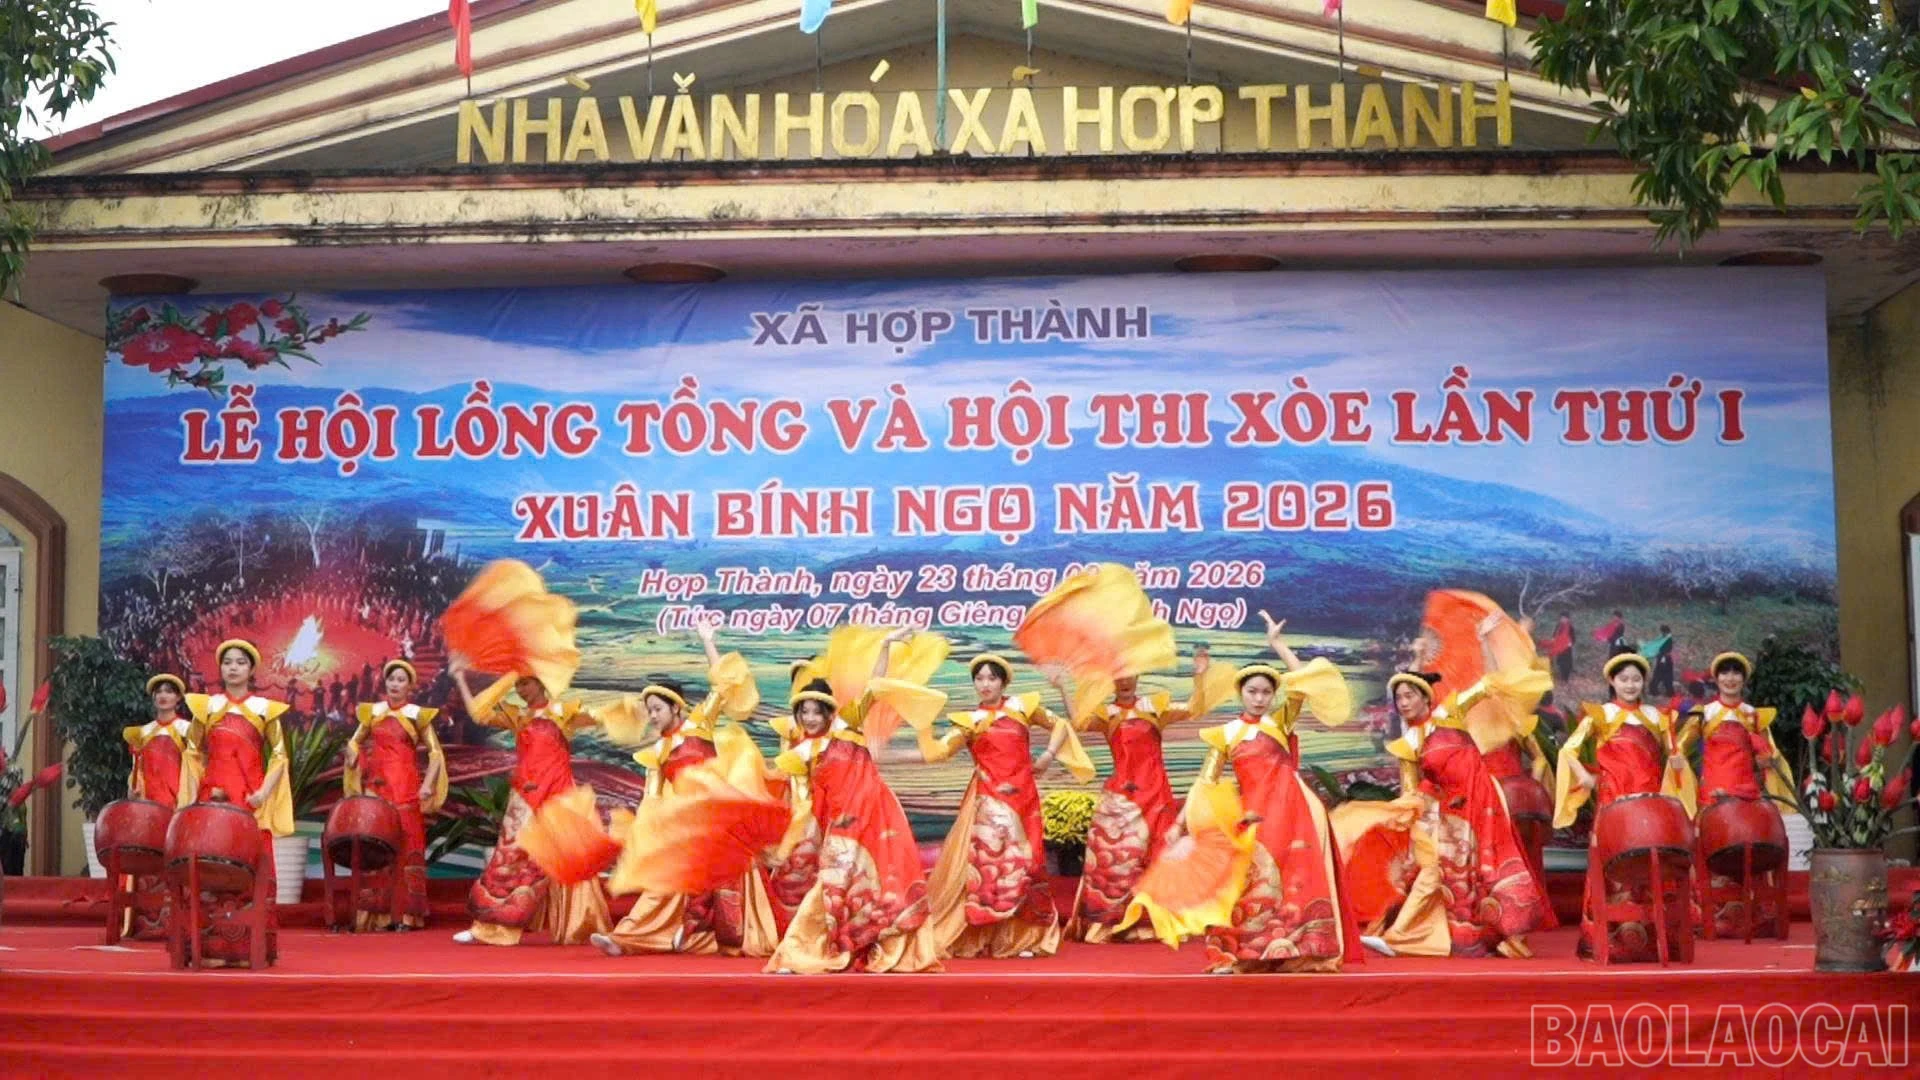 NHÀ VĂN HÓA XÃ HỢP THÀNH
XÃ HỢP THÀNH
LỄ HỘI LỒNG TỒNG VÀ HỘI THI XÒE LẦN THỨ I
XUÂN BÍNH NGỌ NĂM 2026
Hợp Thành, ngày 23 tháng năm 2026
(Tức ngày 07 tháng Giêng Ngọ)
BAOLAOCAI